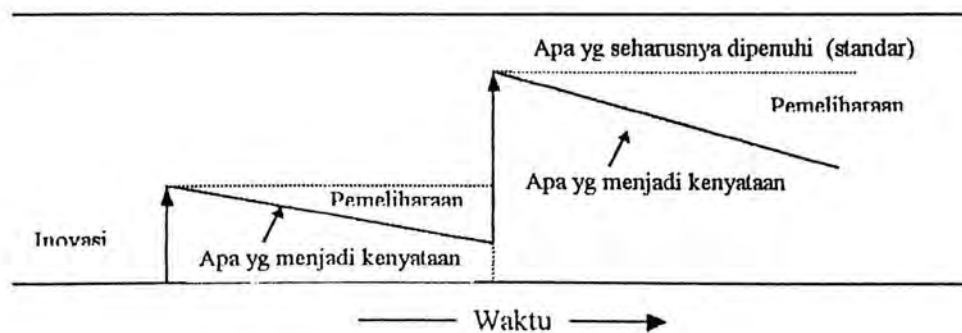 Apa yg seharusnya dipenuhi (standar)
Pemeliharaan
Apa yg menjadi kenyataan
Pemeliharaan
Inovasi
Apa yg menjadi kenyataan
Waktu